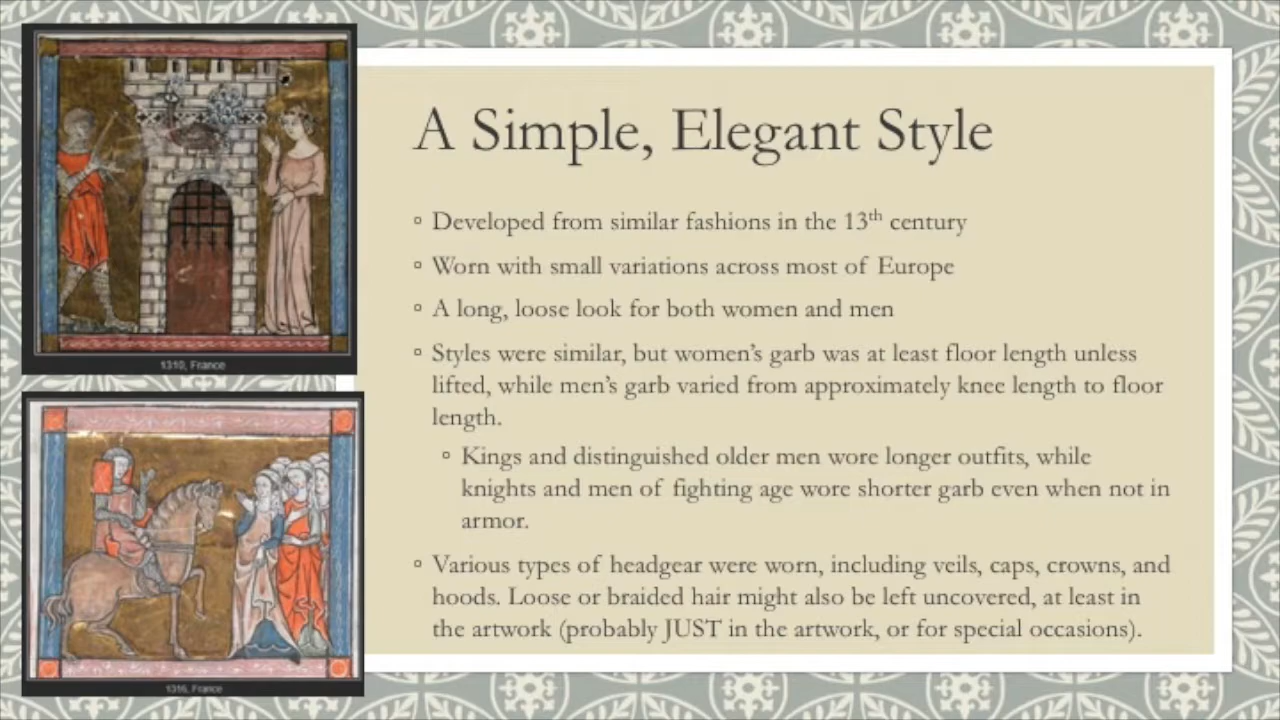 A Simple, Elegant Style
▫ Developed from similar fashions in the 13th century
▫ Worn with small variations across most of Europe
▫ A long, loose look for both women and men
▫ Styles were similar, but women's garb was at least floor length unless
lifted, while men's garb varied from approximately knee length to floor
length.
▫ Kings and distinguished older men wore longer outfits, while
knights and men of fighting age wore shorter garb even when not in
armor.
▫ Various types of headgear were worn, including veils, caps, crowns, and
hoods. Loose or braided hair might also be left uncovered, at least in
the artwork (probably JUST in the artwork, or for special occasions).
1310, France
1316, France